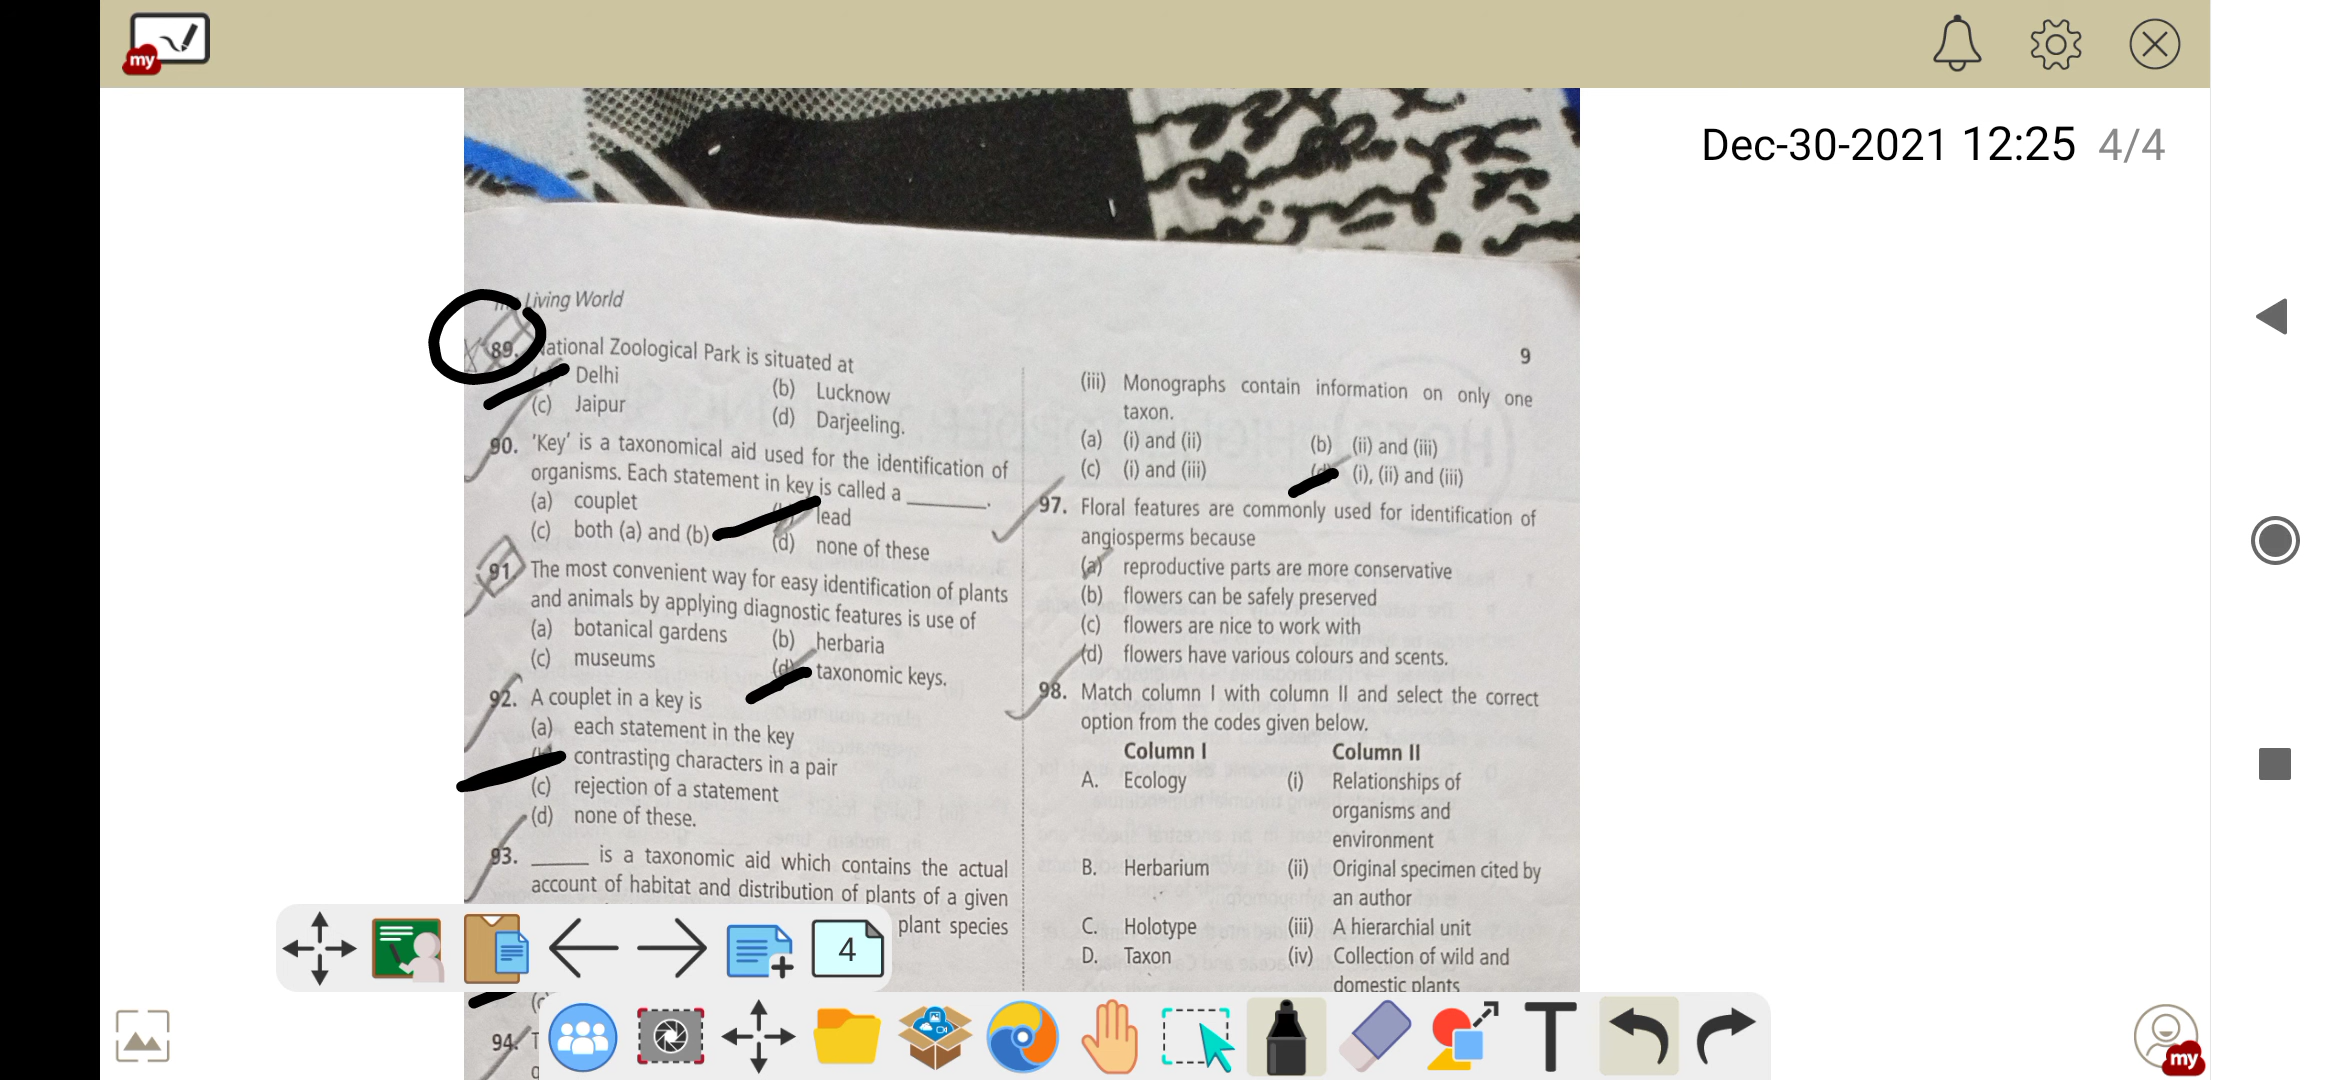 my
Dec-30-2021 12:25 4/4
Living World
9
89. National Zoological Park is situated at
Delhi
(b) Lucknow
(c) Jaipur
(d) Darjeeling.
90. 'Key' is a taxonomical aid used for the identification of
organisms. Each statement in key is called a ______.
(a) couplet
lead
(c) both (a) and (b)
(d) none of these
91. The most convenient way for easy identification of plants
and animals by applying diagnostic features is use of
(a) botanical gardens
(b) herbaria
(c) museums
(d) taxonomic keys.
92. A couplet in a key is
(a) each statement in the key
contrasting characters in a pair
(c) rejection of a statement
(d) none of these.
93. ______ is a taxonomic aid which contains the actual
account of habitat and distribution of plants of a given
plant species
94.
(iii) Monographs contain information on only one
taxon.
(a) (i) and (ii)
(b) (ii) and (iii)
(c) (i) and (iii)
(d) (i), (ii) and (iii)
97. Floral features are commonly used for identification of
angiosperms because
(a) reproductive parts are more conservative
(b) flowers can be safely preserved
(c) flowers are nice to work with
(d) flowers have various colours and scents.
98. Match column I with column II and select the correct
option from the codes given below.
Column I Column II
A. Ecology (i) Relationships of
organisms and
environment
B. Herbarium (ii) Original specimen cited by
an author
C. Holotype (iii) A hierarchial unit
D. Taxon (iv) Collection of wild and
domestic plants
4
T
my